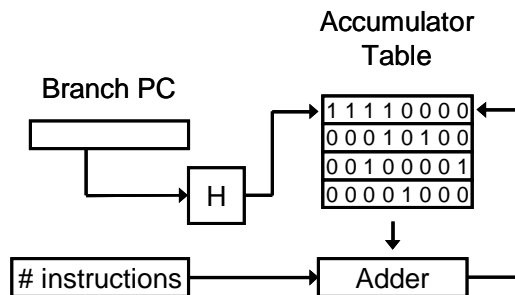 Accumulator
Table
Branch PC
1 1 1 1 0 0 0 0
0 0 0 1 0 1 0 0
0 0 1 0 0 0 0 1
0 0 0 0 1 0 0 0
H
# instructions
Adder